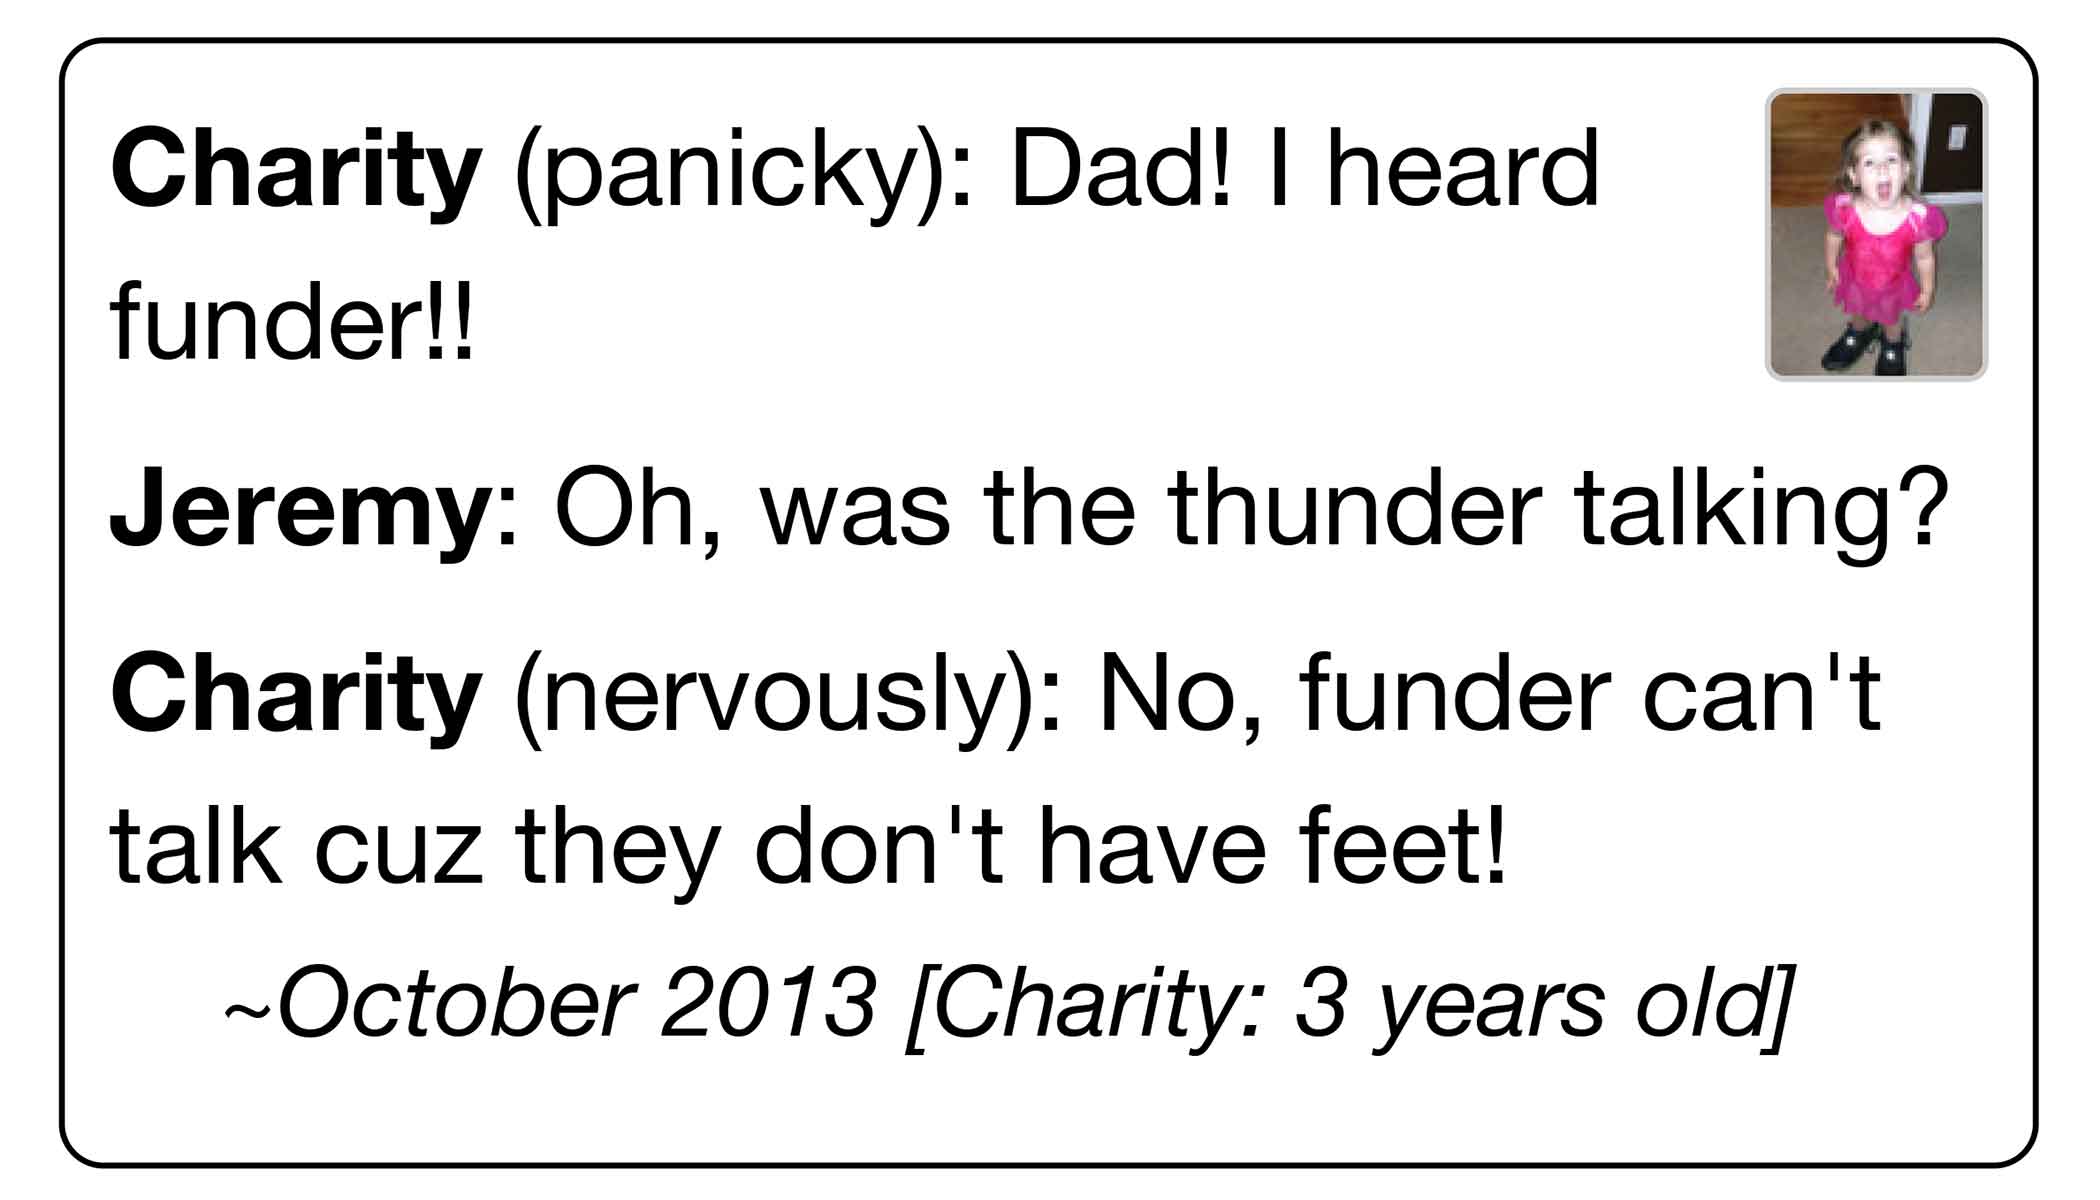 Charity (panicky): Dad! I heard
funder!!
Jeremy: Oh, was the thunder talking?
Charity (nervously): No, funder can't
talk cuz they don't have feet!
~October 2013 [Charity: 3 years old]